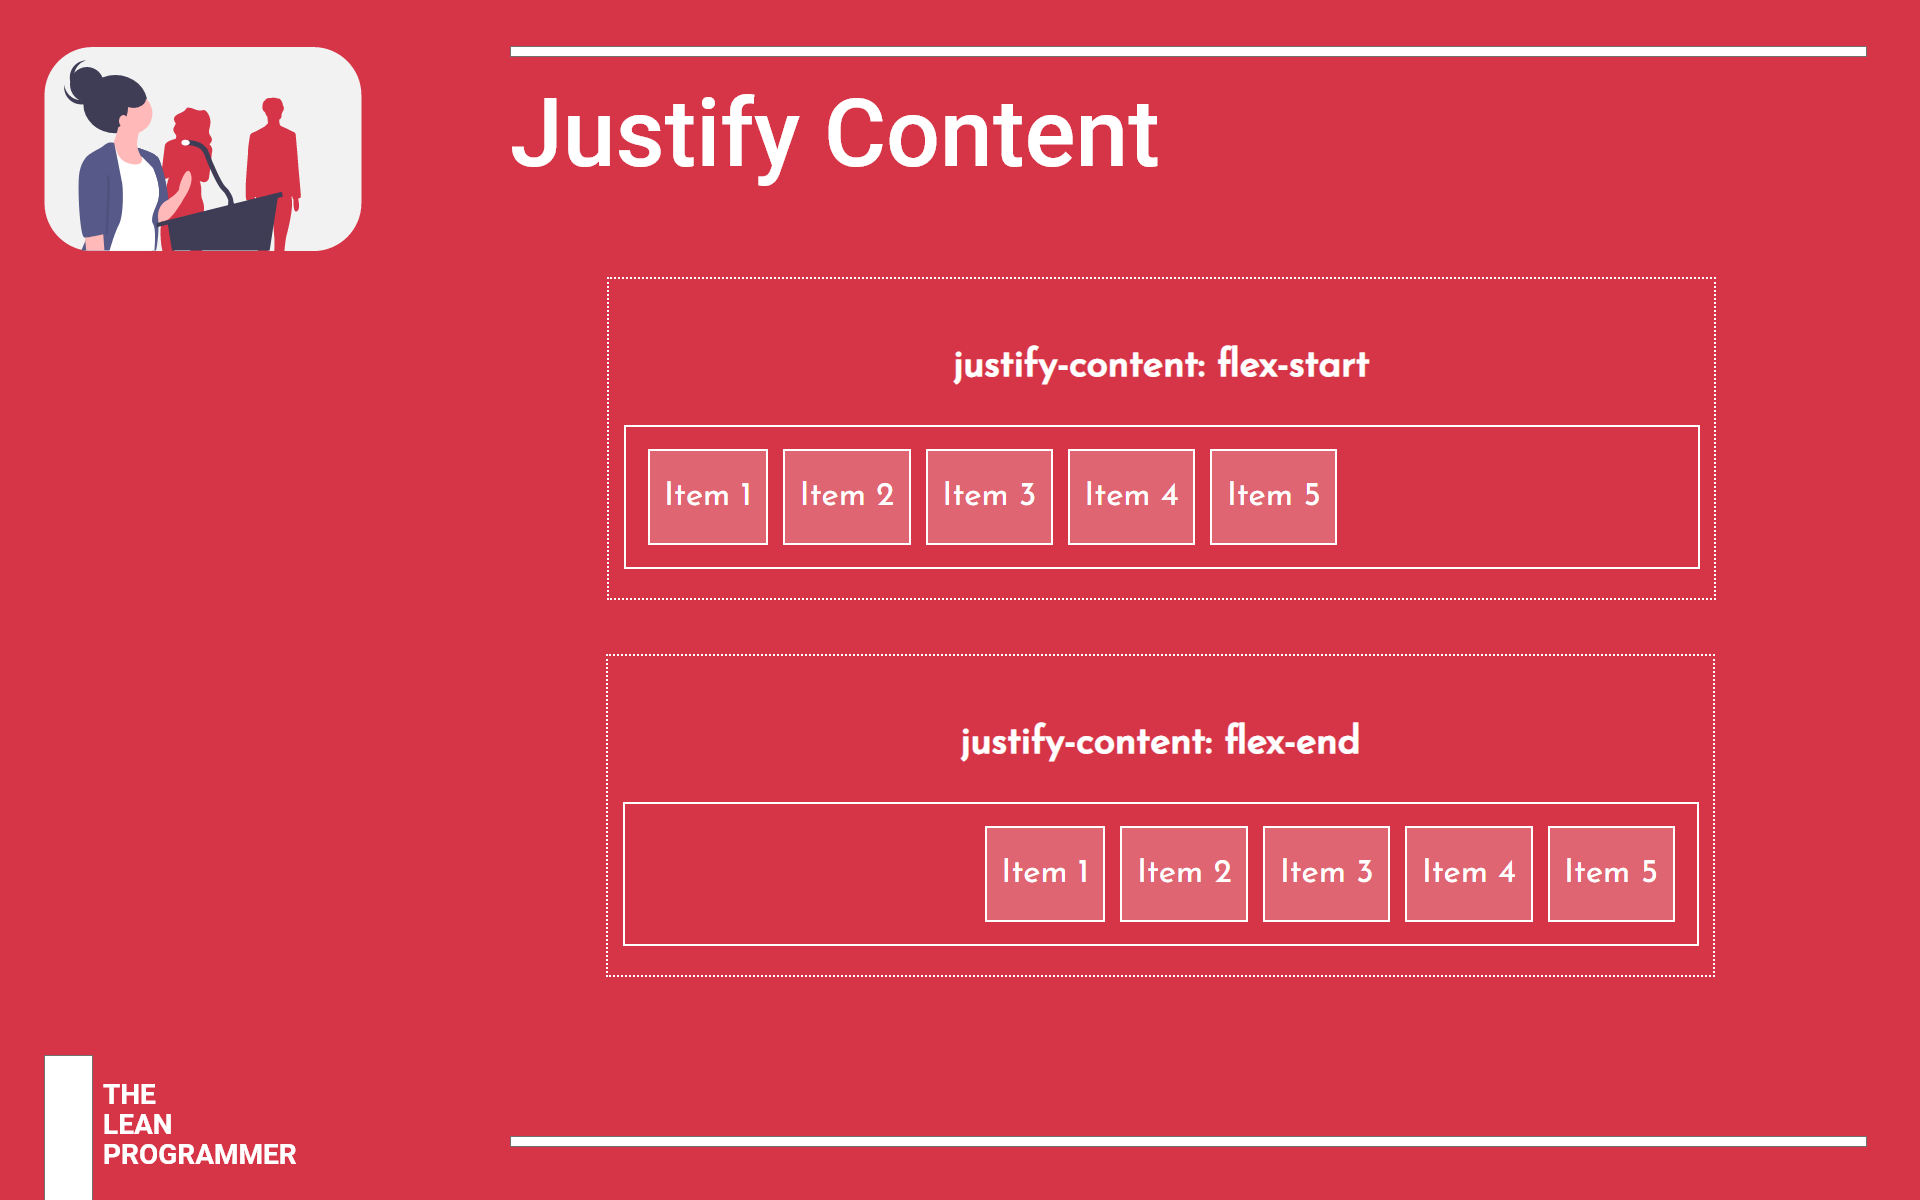 Justify Content
justify-content: flex-start
Item 1 Item 2 Item 3 Item 4 Item 5
justify-content: flex-end
Item 1 Item 2 Item 3 Item 4 Item 5
THE
LEAN
PROGRAMMER